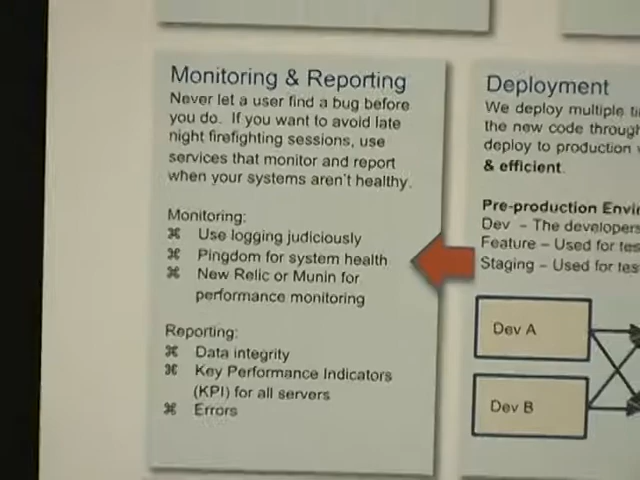 Monitoring & Reporting
Never let a user find a bug before
you do. If you want to avoid late
night firefighting sessions, use
services that monitor and report
when your systems aren't healthy.
Monitoring:
⌘ Use logging judiciously
⌘ Pingdom for system health
⌘ New Relic or Munin for
performance monitoring
Reporting:
⌘ Data integrity
⌘ Key Performance Indicators
(KPI) for all servers
⌘ Errors
Deployment
We deploy multiple
the new code through
deploy to production
& efficient.
Pre-production
Dev - The developers
Feature – Used for
Staging – Used for
Dev A
Dev B